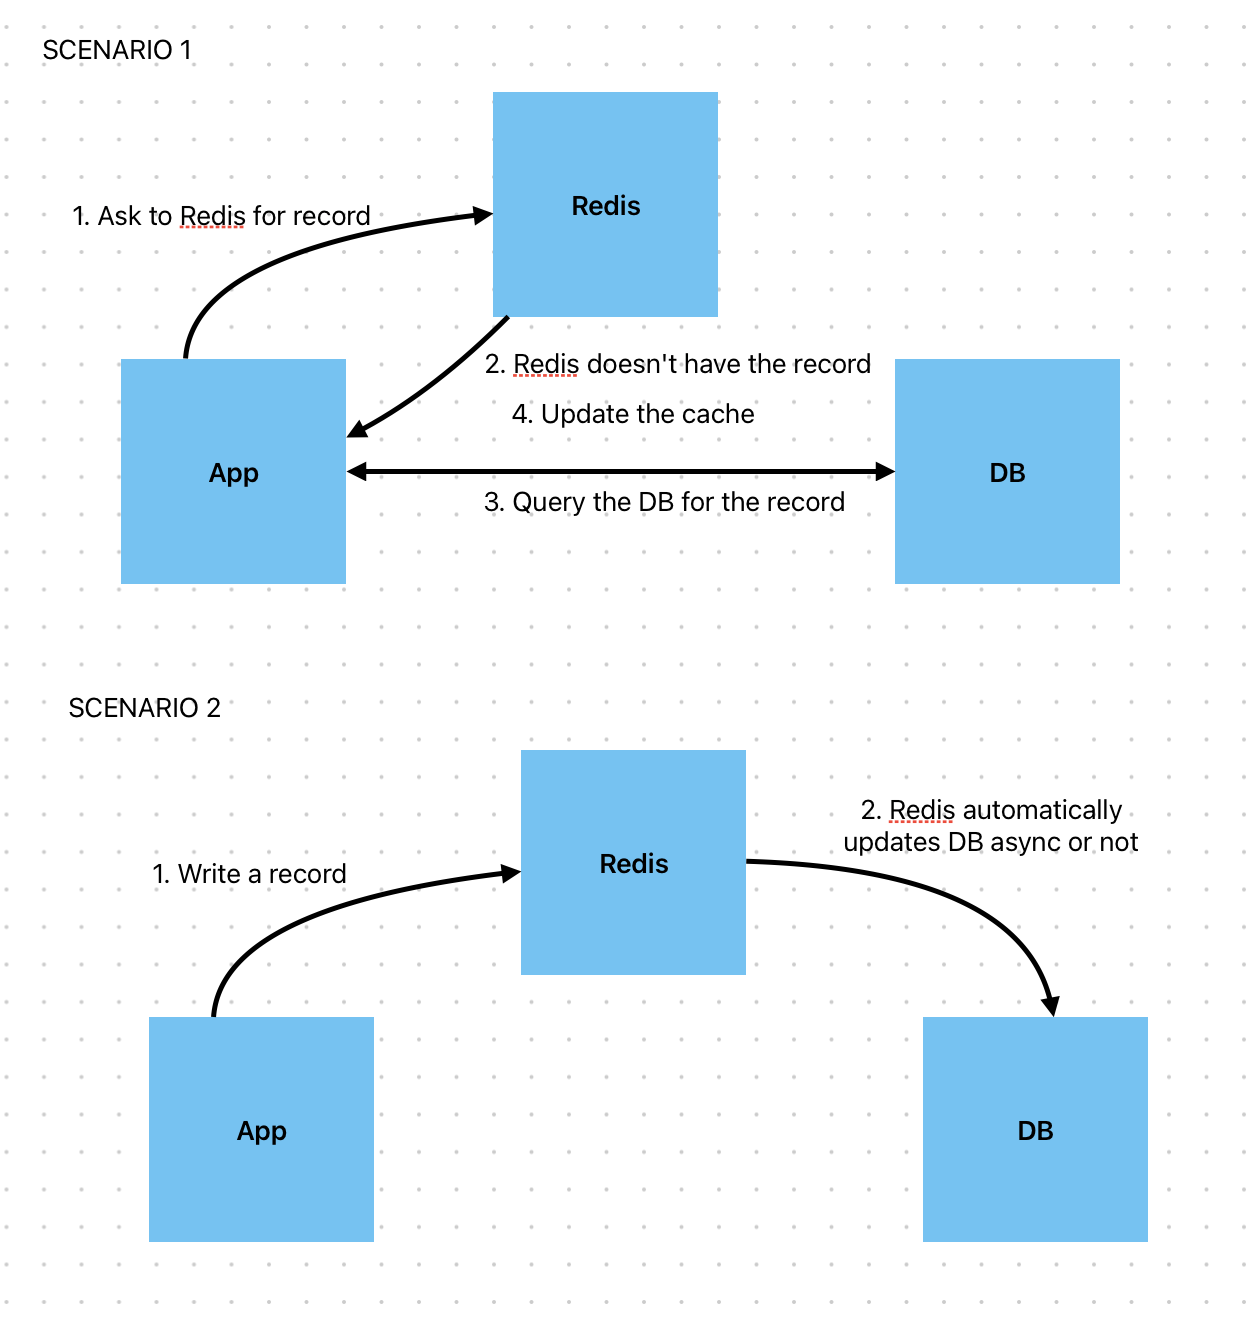 SCENARIO 1
Redis
1. Ask to Redis for record
2. Redis doesn't have the record
4. Update the cache
App
DB
3. Query the DB for the record
SCENARIO 2
2. Redis automatically
updates DB async or not
Redis
1. Write a record
App
DB